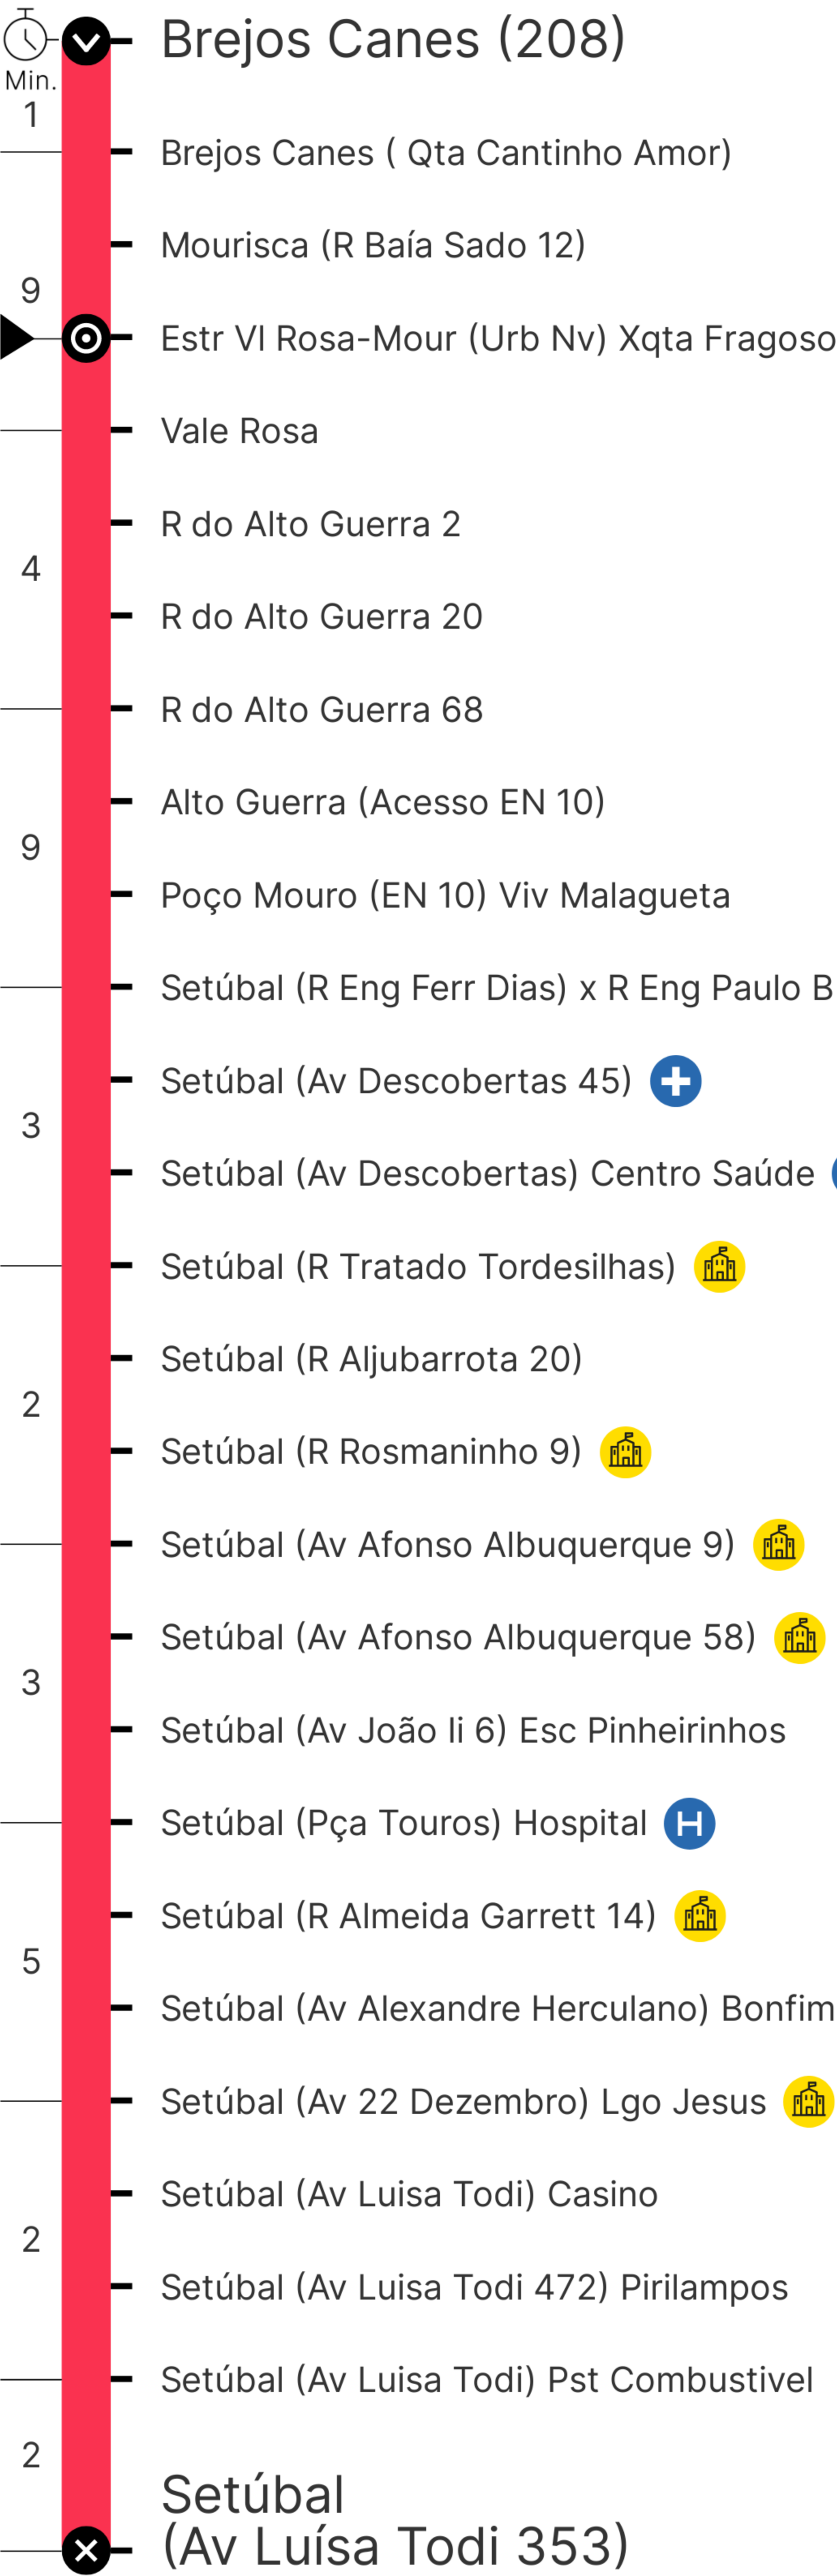 Brejos Canes (208)
Min.
1
Brejos Canes ( Qta Cantinho Amor)
Mourisca (R Baía Sado 12)
9
Estr Vl Rosa-Mour (Urb Nv) Xqta Fragoso
Vale Rosa
R do Alto Guerra 2
4
R do Alto Guerra 20
R do Alto Guerra 68
Alto Guerra (Acesso EN 10)
9
Poço Mouro (EN 10) Viv Malagueta
Setúbal (R Eng Ferr Dias) x R Eng Paulo B
Setúbal (Av Descobertas 45)
3
Setúbal (Av Descobertas) Centro Saúde
Setúbal (R Tratado Tordesilhas)
Setúbal (R Aljubarrota 20)
2
Setúbal (R Rosmaninho 9)
Setúbal (Av Afonso Albuquerque 9)
Setúbal (Av Afonso Albuquerque 58)
3
Setúbal (Av João Ii 6) Esc Pinheirinhos
Setúbal (Pça Touros) Hospital H
Setúbal (R Almeida Garrett 14)
5
Setúbal (Av Alexandre Herculano) Bonfim
Setúbal (Av 22 Dezembro) Lgo Jesus
Setúbal (Av Luisa Todi) Casino
2
Setúbal (Av Luisa Todi 472) Pirilampos
Setúbal (Av Luisa Todi) Pst Combustivel
2
Setúbal
(Av Luísa Todi 353)